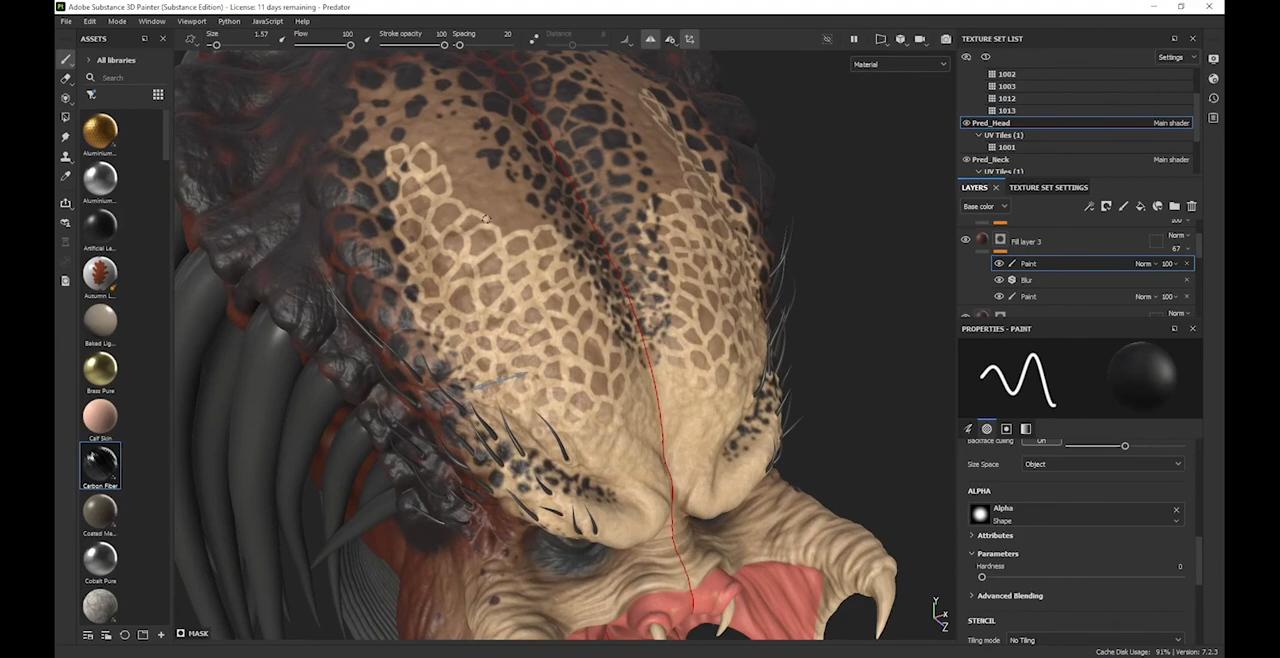 Adobe Substance 3D Painter (Substance Edition) - License: 11 days remaining - Predator
File Edit Mode Window Viewport Python JavaScript Help
Size 1.57 Flow 100 Stroke opacity 100 Spacing 20 Distance 8
ASSETS
All libraries
Search
Aluminium...
Aluminium...
Artificial Le...
Autumn L...
Baked Lig...
Brass Pure
Calf Skin
Carbon Fiber
Coated Me...
Cobalt Pure
MASK
Material
TEXTURE SET LIST
Settings
1002
1003
1012
1013
Pred_Head Main shader
UV Tiles (1)
1001
Pred_Neck Main shader
UV Tiles (1)
LAYERS TEXTURE SET SETTINGS
Base color
100
Fill layer 3 Norm 67
Paint Norm 100
Blur
Paint Norm 100
Norm
PROPERTIES - PAINT
Backface culling On
Size Space Object
ALPHA
Alpha
Shape
Attributes
Parameters
Hardness 0
Advanced Blending
STENCIL
Tiling mode No Tiling
Y
X
Z
Cache Disk Usage: 91% | Version: 7.2.3